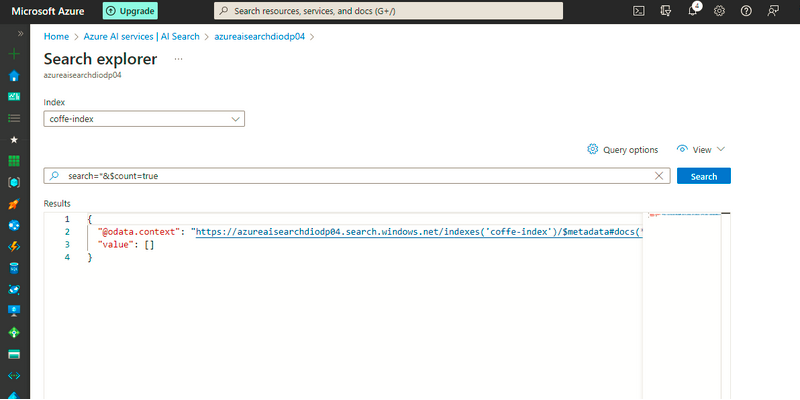 Microsoft Azure
Upgrade
Search resources, services, and docs (G+/)
4
Home > Azure AI services | AI Search > azureaisearchdiodp04 >
Search explorer ...
azureaisearchdiodp04
Index
coffe-index
Query options
View
search=*&$count=true
Search
Results
1 {
2 "@odata.context": "https://azureaisearchdiodp04.search.windows.net/indexes('coffe-index')/$metadata#docs(*
3 "value": []
4 }